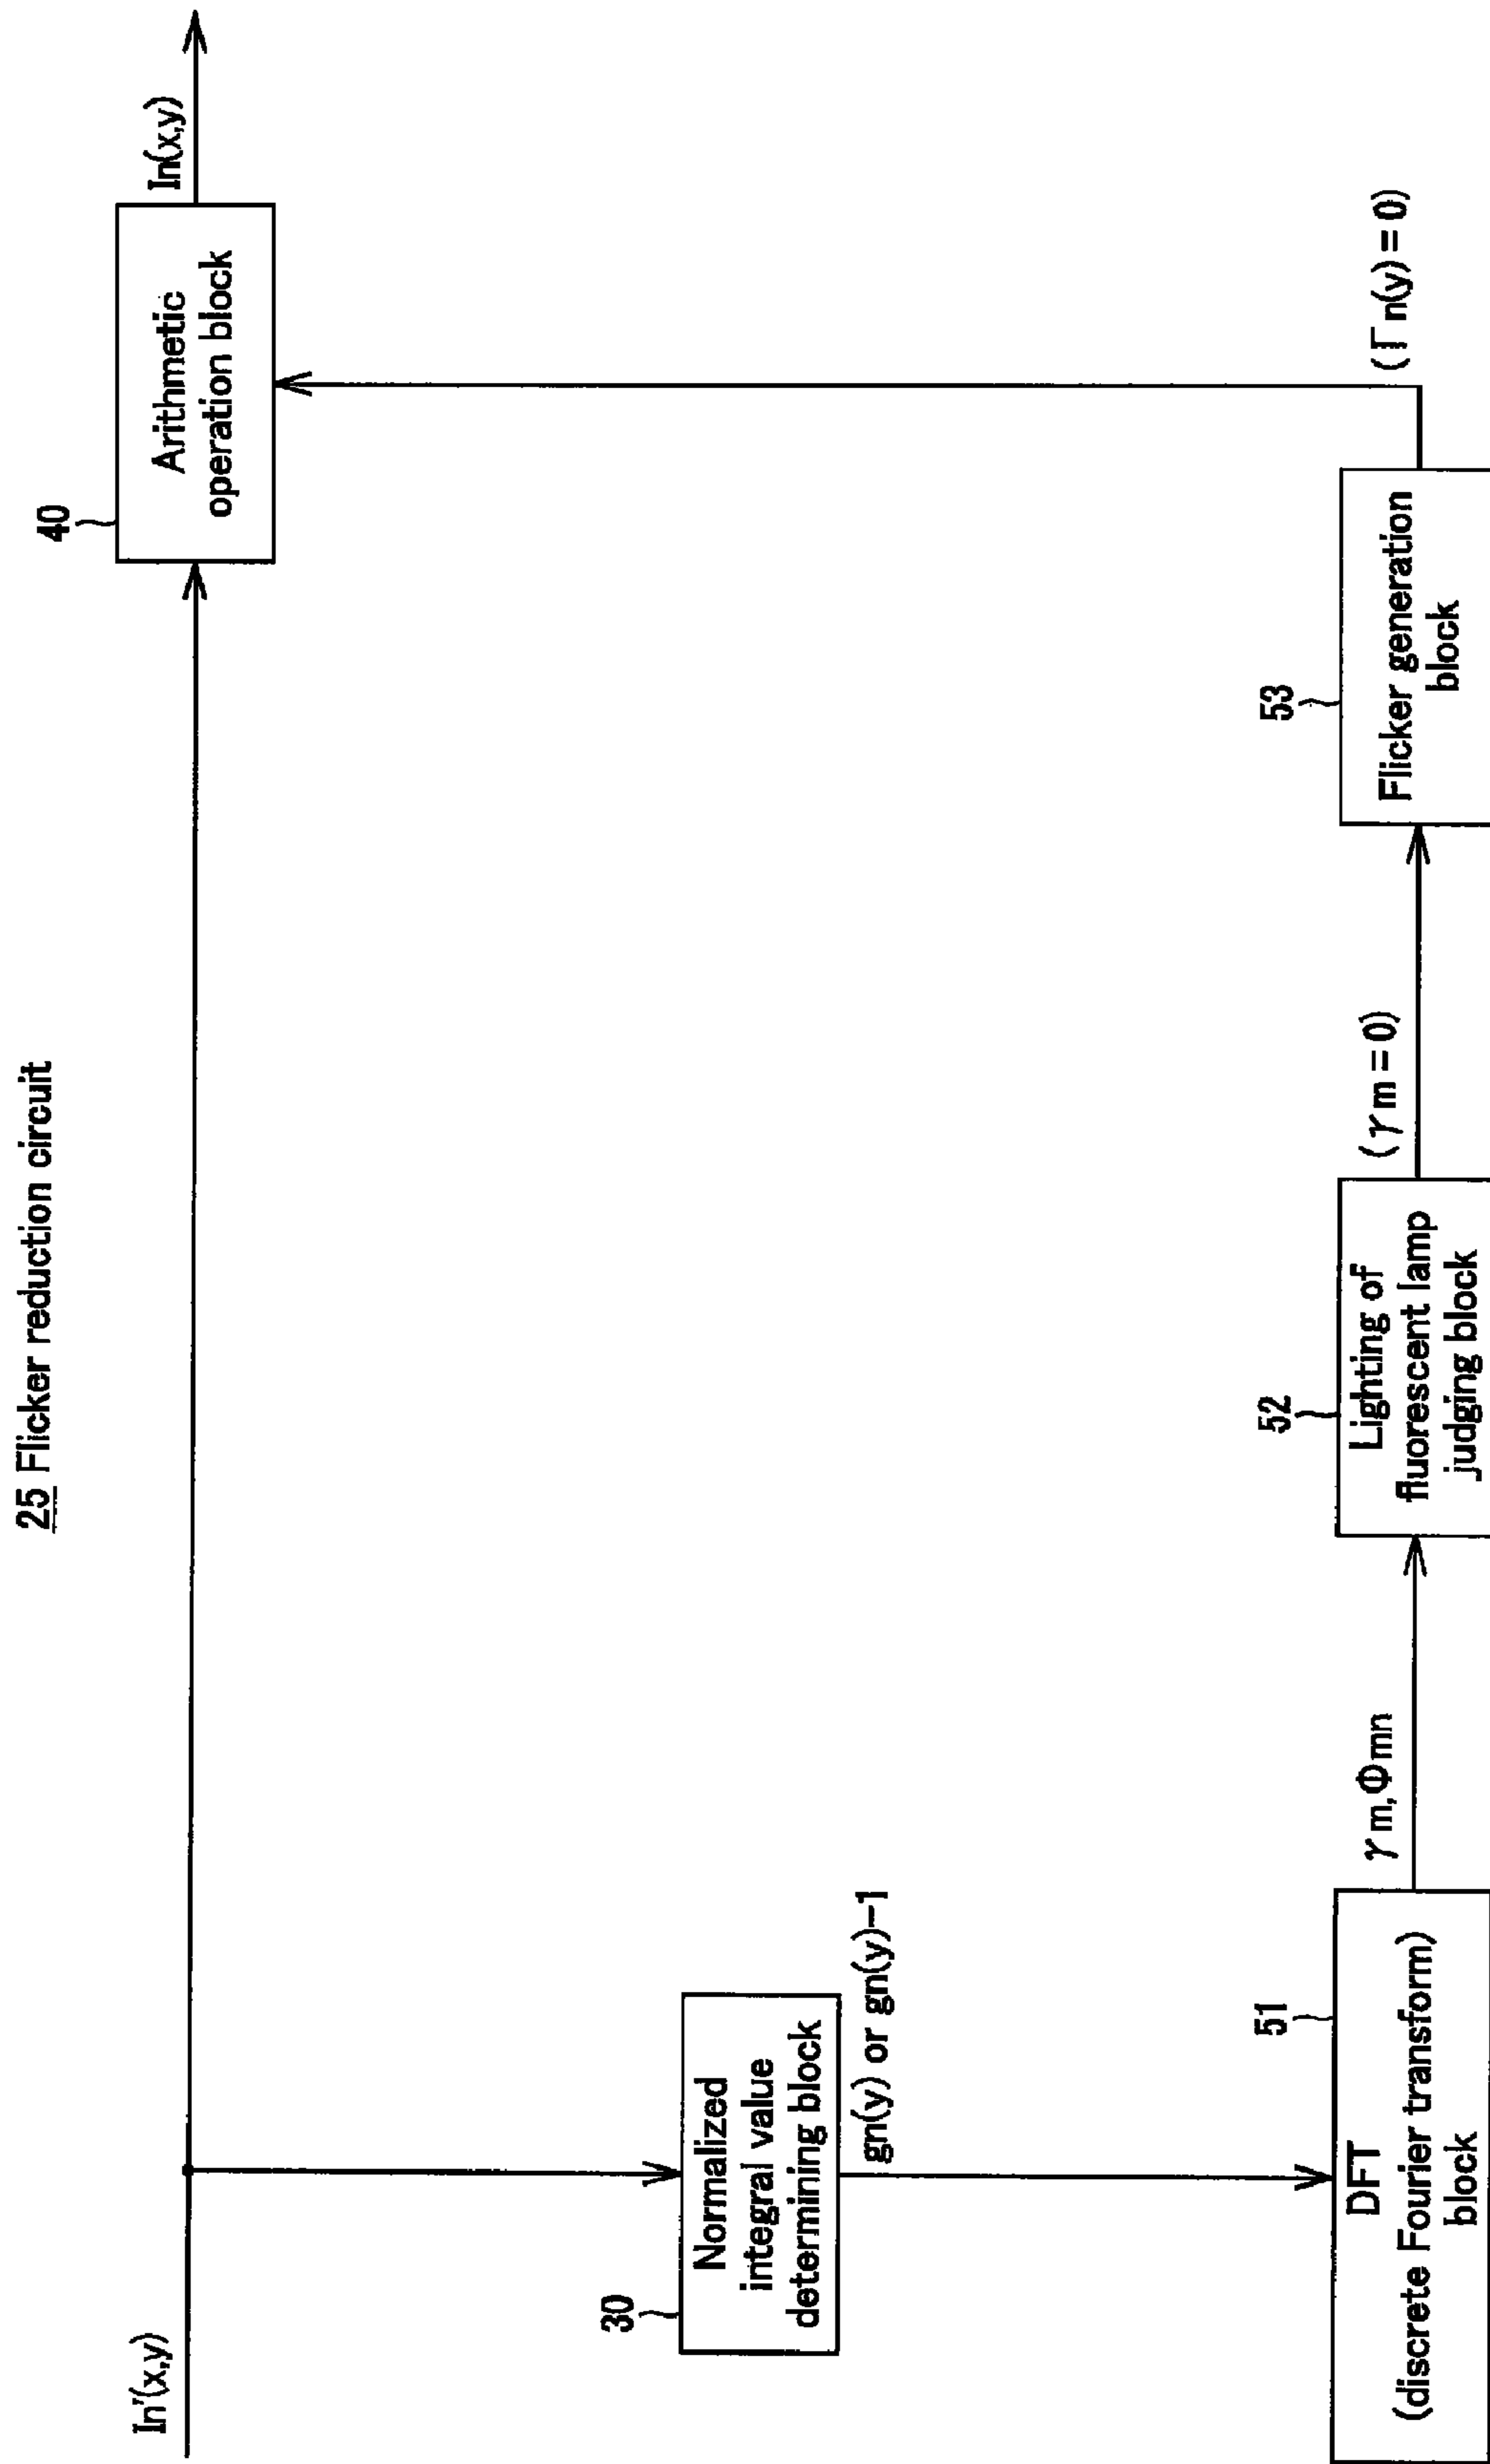 25 Flicker reduction circuit
In'(x,y)
40
Arithmetic
operation block
In(x,y)
30
Normalized
integral value
determining block
gn(y) or gn(y)-1
51
DFT
(discrete Fourier transform)
block
γm,Φmn
52
Lighting of
fluorescent lamp
judging block
(γm=0)
53
Flicker generation
block
(Γn(y)=0)